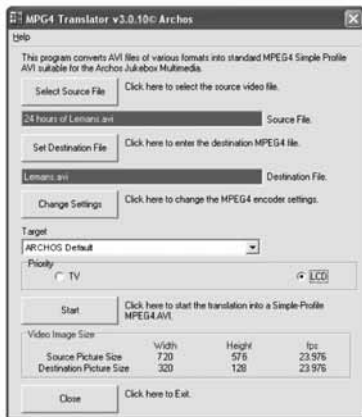 MPG4 Translator v3.0.10© Archos
Help
This program converts AVI files of various formats into standard MPEG4 Simple Profile
AVI suitable for the Archos Jukebox Multimedia.
Select Source File Click here to select the source video file.
24 hours of Lemans.avi Source File.
Set Destination File Click here to enter the destination MPEG4 file.
Lemans.avi Destination File.
Change Settings Click here to change the MPEG4 encoder settings.
Target
ARCHOS Default
Priority
TV LCD
Start Click here to start the translation into a Simple-Profile
MPEG4.AVI.
Video Image Size
Width Height fps
Source Picture Size 720 576 23.976
Destination Picture Size 320 128 23.976
Close Click here to Exit.